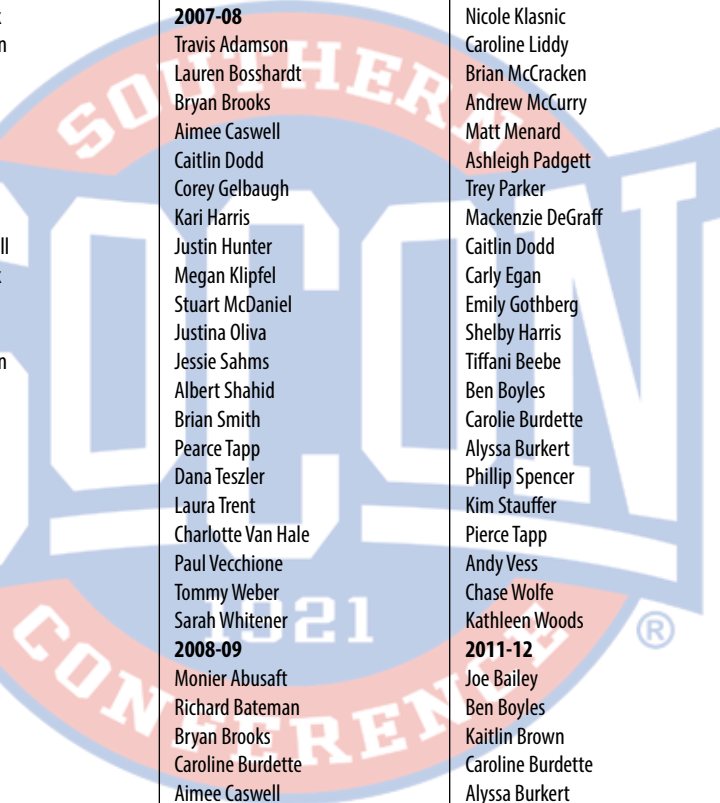 2007-08
Travis Adamson
Lauren Bosshardt
Bryan Brooks
Aimee Caswell
Caitlin Dodd
Corey Gelbaugh
Kari Harris
Justin Hunter
Megan Klipfel
Stuart McDaniel
Justina Oliva
Jessie Sahms
Albert Shahid
Brian Smith
Pearce Tapp
Dana Teszler
Laura Trent
Charlotte Van Hale
Paul Vecchione
Tommy Weber
Sarah Whitener
2008-09
Monier Abusaft
Richard Bateman
Bryan Brooks
Caroline Burdette
Aimee Caswell
Nicole Klasnic
Caroline Liddy
Brian McCracken
Andrew McCurry
Matt Menard
Ashleigh Padgett
Trey Parker
Mackenzie DeGraff
Caitlin Dodd
Carly Egan
Emily Gothberg
Shelby Harris
Tiffani Beebe
Ben Boyles
Carolie Burdette
Alyssa Burkert
Phillip Spencer
Kim Stauffer
Pierce Tapp
Andy Vess
Chase Wolfe
Kathleen Woods
2011-12
Joe Bailey
Ben Boyles
Kaitlin Brown
Caroline Burdette
Alyssa Burkert
SOUTHERN
SOCON
1921
CONFERENCE
®